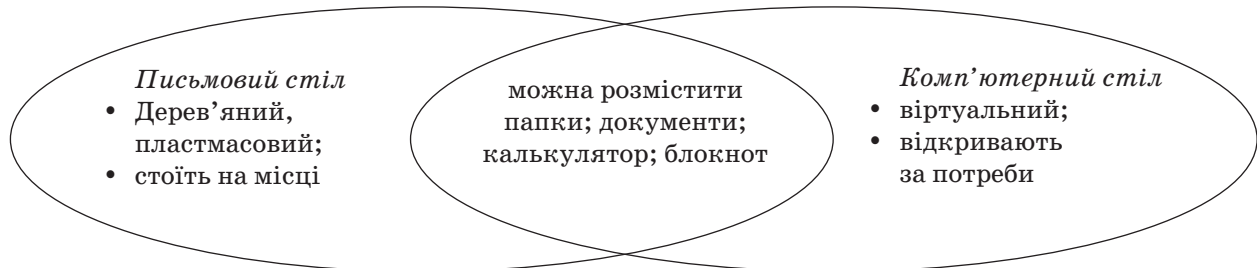 Письмовий стіл
• Дерев’яний,
пластмасовий;
• стоїть на місці
можна розмістити
папки; документи;
калькулятор; блокнот
Комп’ютерний стіл
• віртуальний;
• відкривають
за потреби